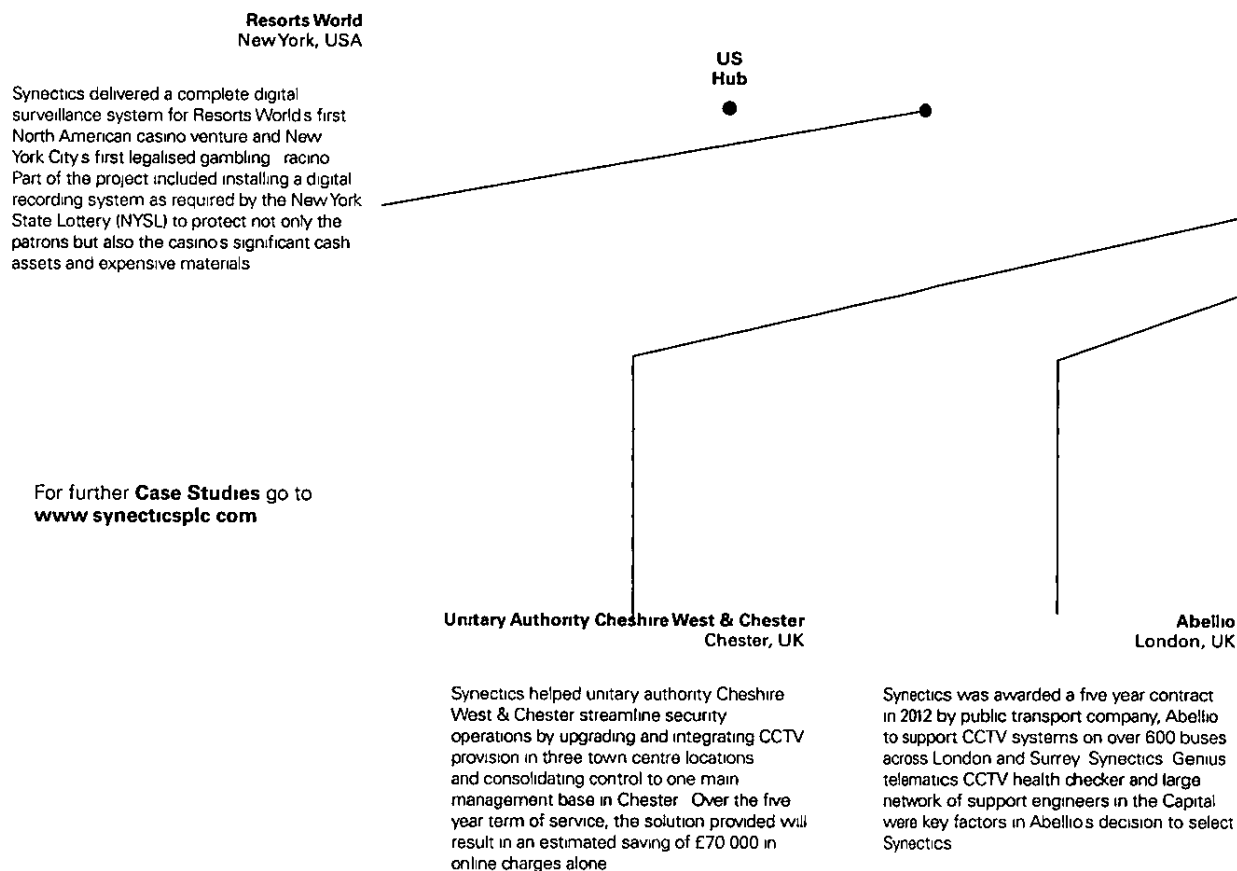 Resorts World
New York, USA
Synectics delivered a complete digital
surveillance system for Resorts World s first
North American casino venture and New
York City s first legalised gambling racino
Part of the project included installing a digital
recording system as required by the New York
State Lottery (NYSL) to protect not only the
patrons but also the casino s significant cash
assets and expensive materials
US
Hub
For further Case Studies go to
www synecticsplc com
Unitary Authority Cheshire West & Chester
Chester, UK
Synectics helped unitary authority Cheshire
West & Chester streamline security
operations by upgrading and integrating CCTV
provision in three town centre locations
and consolidating control to one main
management base in Chester Over the five
year term of service, the solution provided will
result in an estimated saving of £70 000 in
online charges alone
Abellio
London, UK
Synectics was awarded a five year contract
in 2012 by public transport company, Abellio
to support CCTV systems on over 600 buses
across London and Surrey Synectics Genius
telematics CCTV health checker and large
network of support engineers in the Capital
were key factors in Abellio s decision to select
Synectics